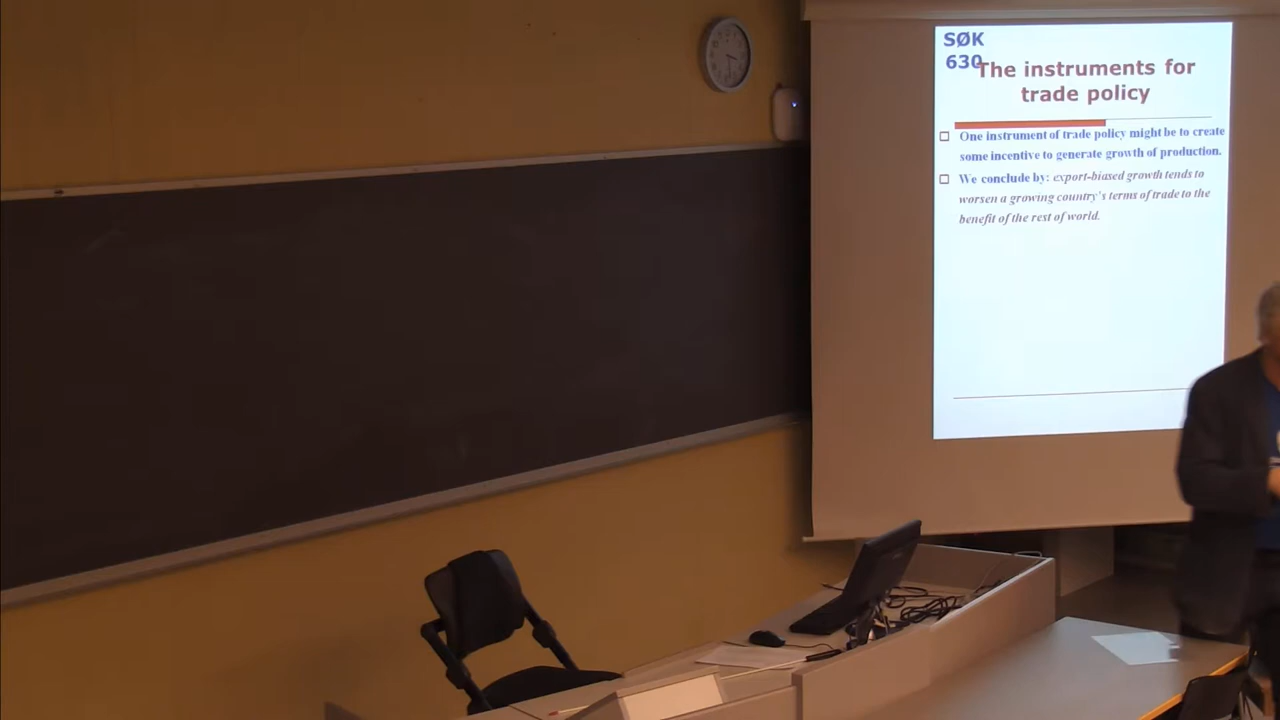 SØK
630
The instruments for
trade policy
One instrument of trade policy might be to create
some incentive to generate growth of production.
We conclude by: export-biased growth tends to
worsen a growing country's terms of trade to the
benefit of the rest of world.